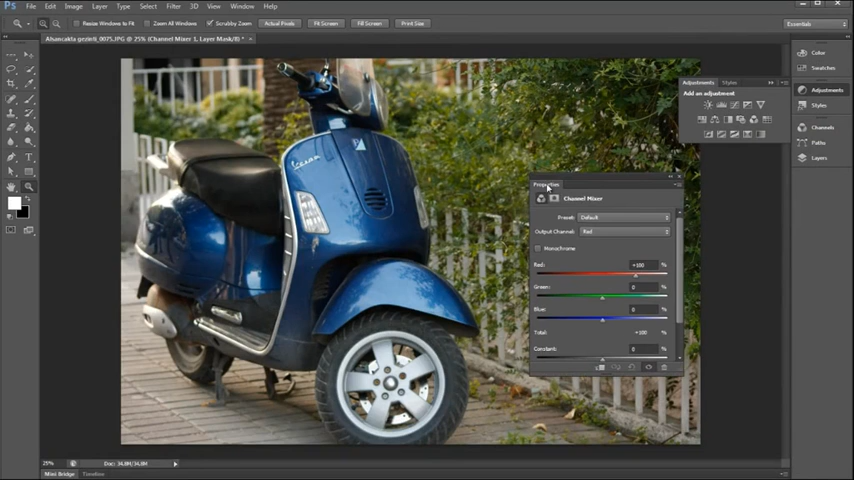 Ps File Edit Image Layer Type Select Filter 3D View Window Help
Resize Windows to Fit Zoom All Windows Scrubby Zoom Actual Pixels Fit Screen Fill Screen Print Size Essentials
Alsancakta gezinti_0075.JPG @ 25% (Channel Mixer 1, Layer Mask/8) * ×
Color
Swatches
Adjustments
Styles
Channels
Paths
Layers
Adjustments Styles
Add an adjustment
Properties
Channel Mixer
Preset: Default
Output Channel: Red
Monochrome
Red: +100 %
Green: 0 %
Blue: 0 %
Total: +100 %
Constant: 0 %
Vespa
25% Doc: 34.8M/34.8M
Mini Bridge Timeline